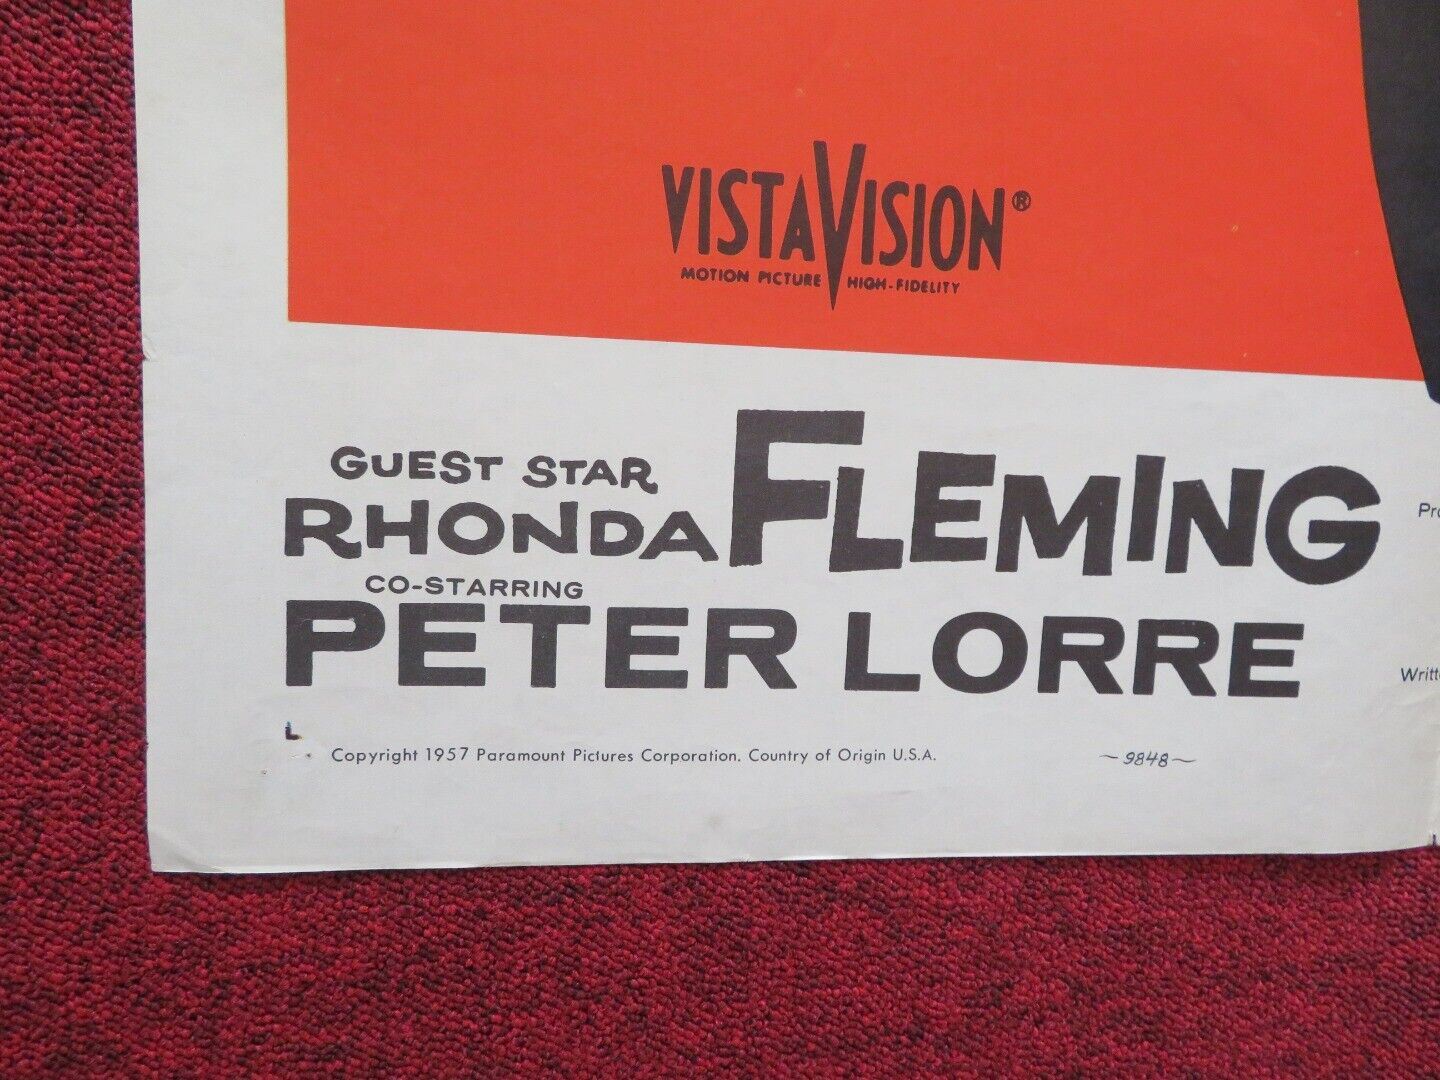 VISTAVISION®
MOTION PICTURE HIGH-FIDELITY
GUEST STAR
RHONDA FLEMING
CO-STARRING
PETER LORRE
Copyright 1957 Paramount Pictures Corporation. Country of Origin U.S.A.
~9848~